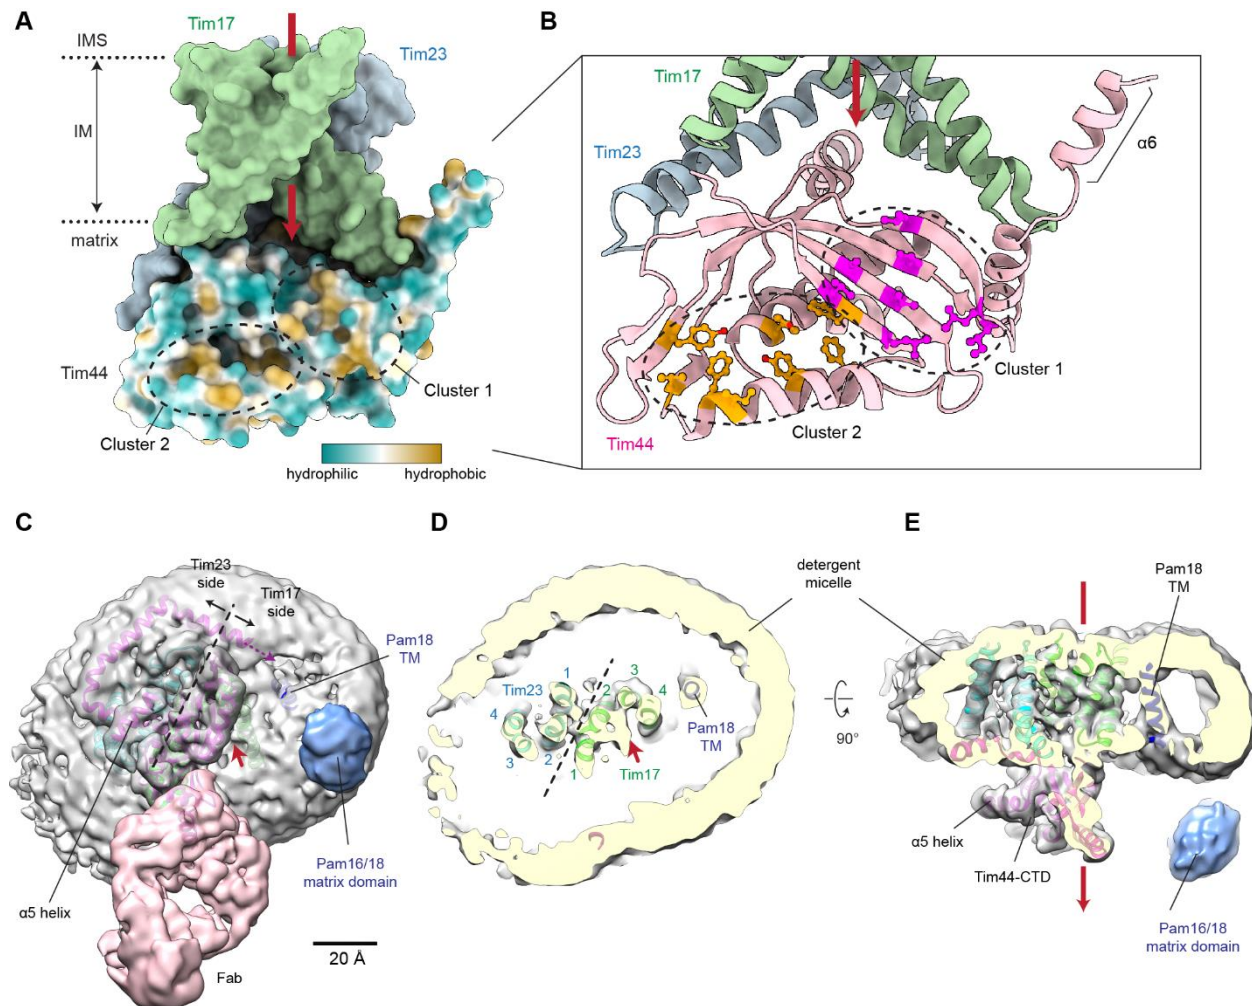 A
Tim17
Tim23
IMS
IM
matrix
Tim44
Cluster 1
Cluster 2
hydrophilic
hydrophobic
B
Tim17
Tim23
α6
Cluster 1
Cluster 2
Tim44
C
Tim23
side
Tim17
side
Pam18
TM
α5 helix
Pam16/18
matrix domain
Fab
20 Å
D
detergent
micelle
1
Tim23
4
3
2
1
2
3
4
Pam18
TM
Tim17
90°
E
Pam18
TM
α5 helix
Tim44-CTD
Pam16/18
matrix domain